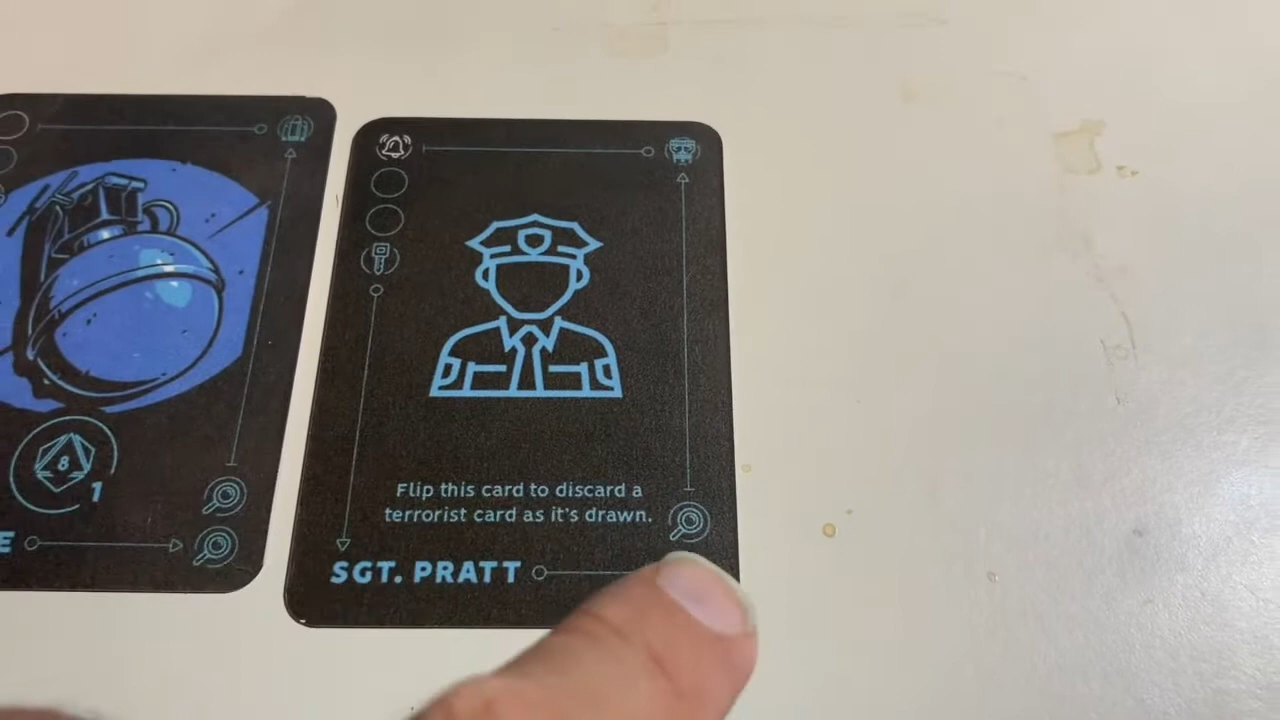 8
1
E
Flip this card to discard a
terrorist card as it's drawn.
SGT. PRATT